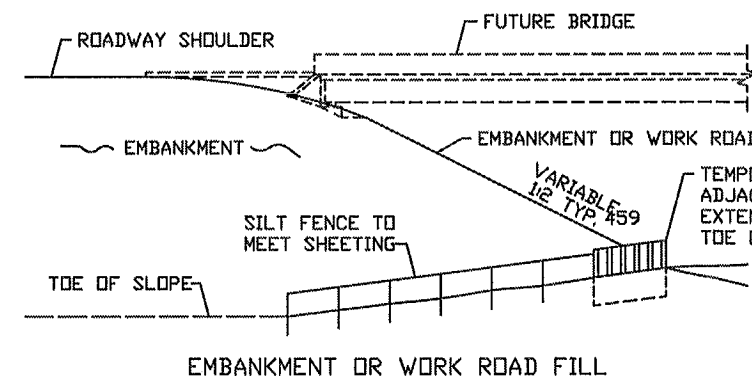 FUTURE BRIDGE
ROADWAY SHOULDER
EMBANKMENT
EMBANKMENT OR WORK ROAD
VARIABLE
1:2 TYP. 459
SILT FENCE TO
MEET SHEETING
TOE OF SLOPE
TOE
EMBANKMENT OR WORK ROAD FILL